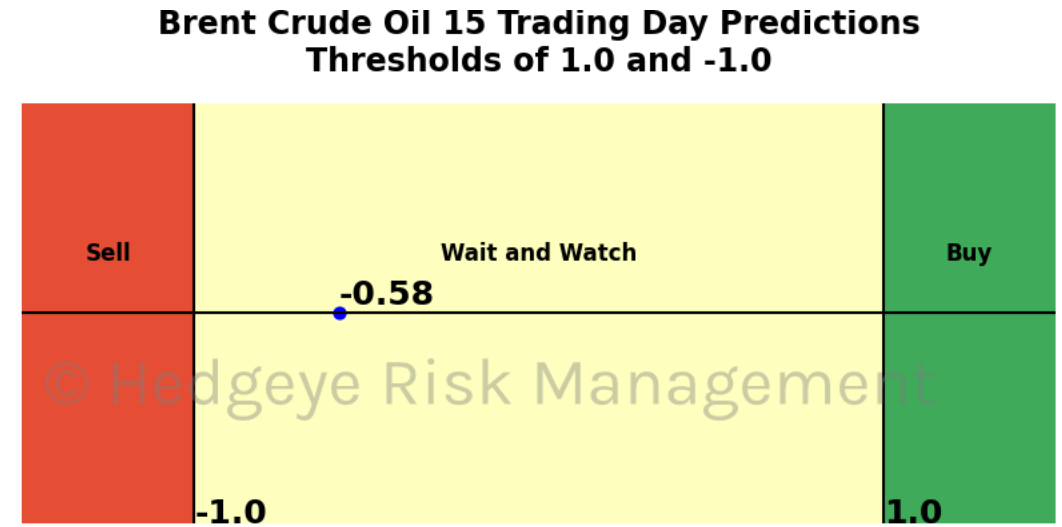 Brent Crude Oil 15 Trading Day Predictions
Thresholds of 1.0 and -1.0
Sell
Wait and Watch
Buy
-0.58
© Hedgeye Risk Management
-1.0
1.0